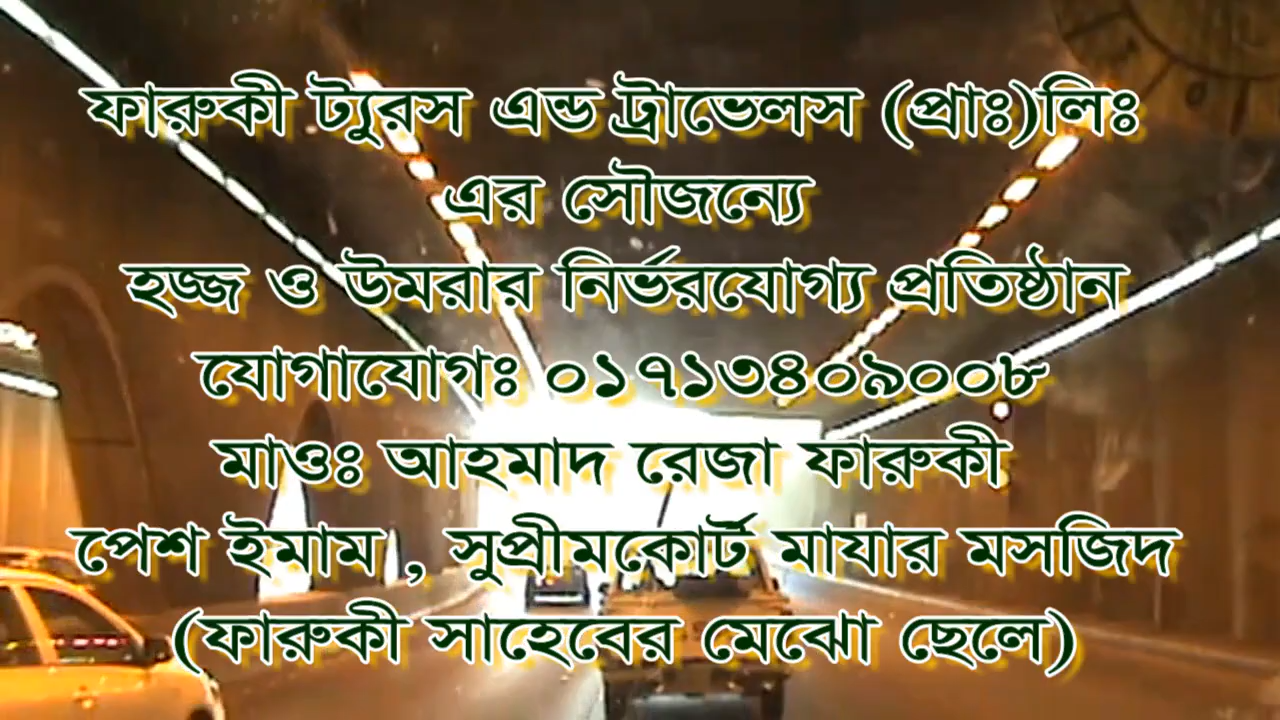 ফারুকী ট্যুরস এন্ড ট্রাভেলস (প্রাঃ)লিঃ
এর সৌজন্যে
হজ্জ ও উমরার নির্ভরযোগ্য প্রতিষ্ঠান
যোগাযোগঃ ০১৭১৩৪০৯০০৮
মাওঃ আহমাদ রেজা ফারুকী
পেশ ইমাম , সুপ্রীমকোর্ট মাযার মসজিদ
(ফারুকী সাহেবের মেঝো ছেলে)